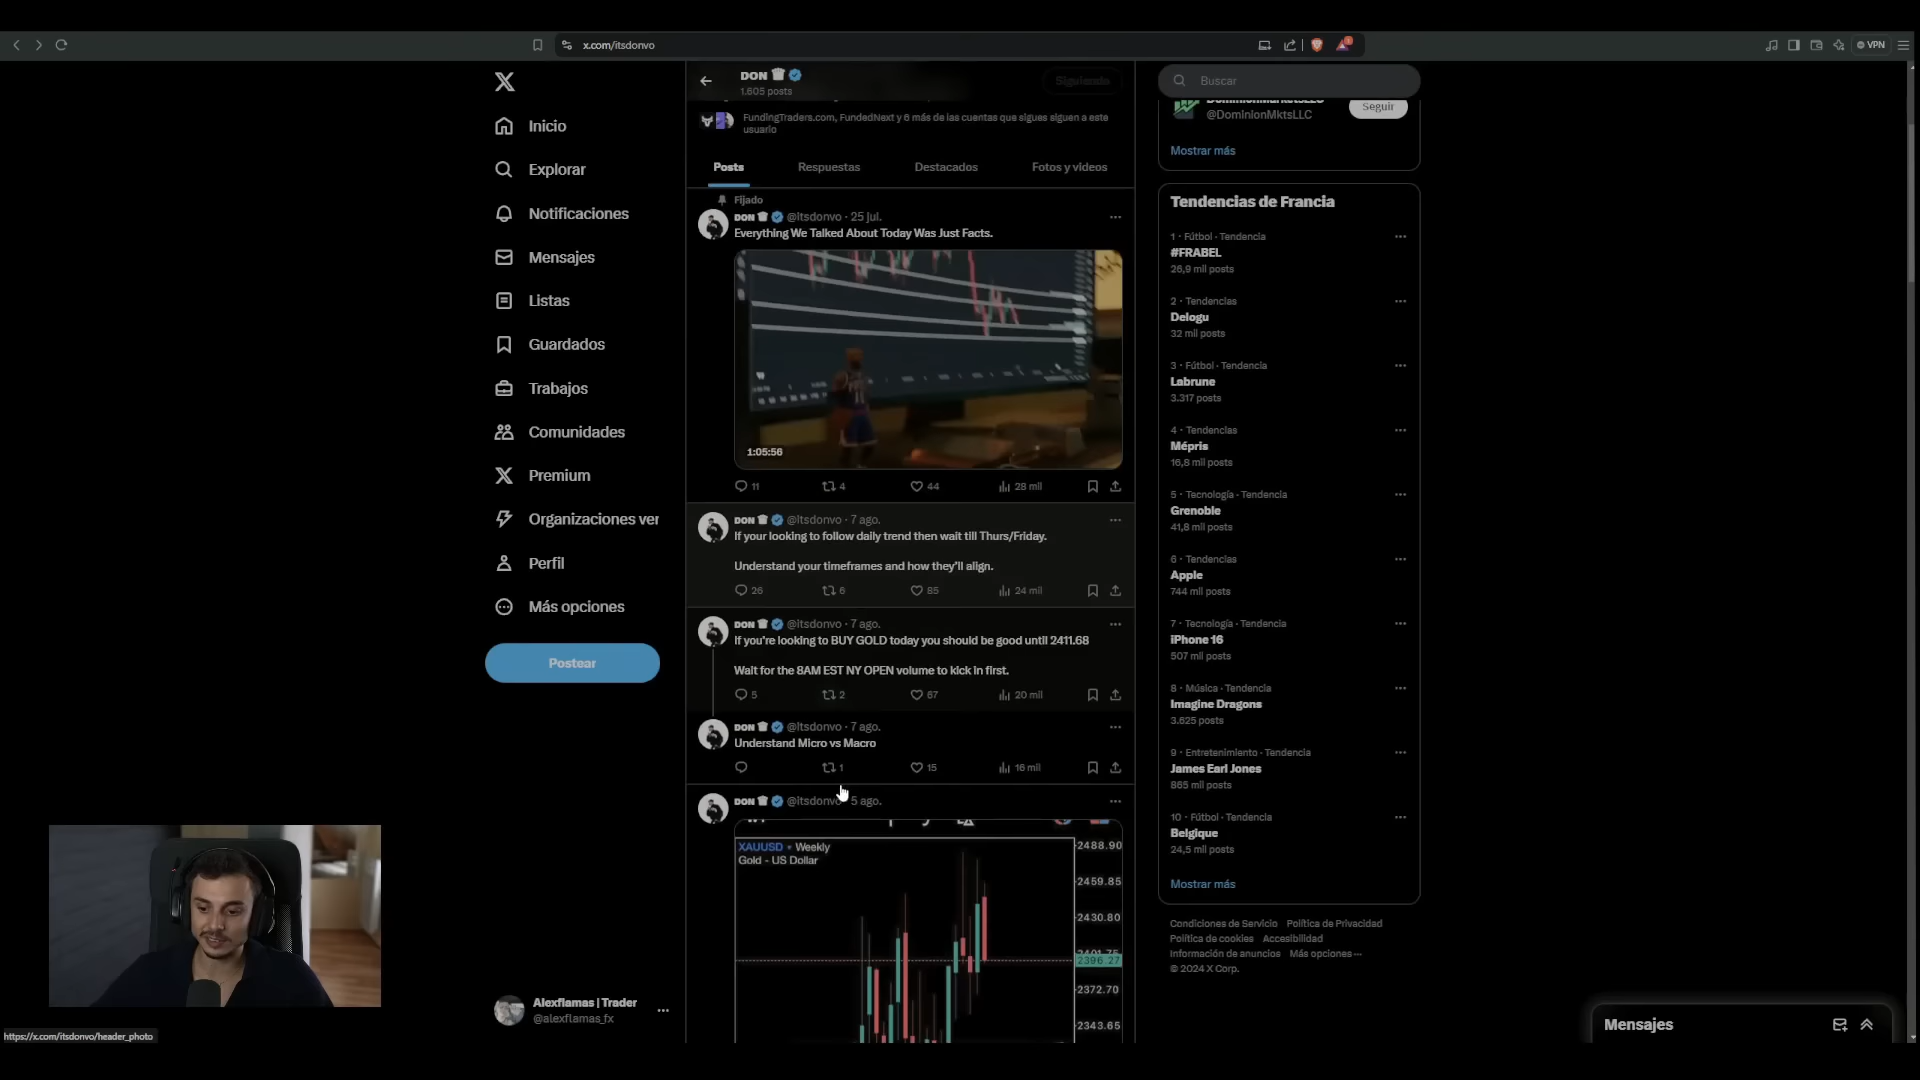 x.com/itsdonvo
VPN
Inicio
Explorar
Notificaciones
Mensajes
Listas
Guardados
Trabajos
Comunidades
Premium
Organizaciones ver
Perfil
Más opciones
Postear
Alexflamas | Trader
@alexflamas_fx
https://x.com/itsdonvo/header_photo
DON
1.605 posts
Siguiendo
FundingTraders.com, FundedNext y 6 más de las cuentas que sigues siguen a este
usuario
Posts Respuestas Destacados Fotos y videos
Fijado
DON @itsdonvo · 25 jul.
Everything We Talked About Today Was Just Facts.
1:05:56
11 4 44 28 mil
DON @itsdonvo · 7 ago.
If your looking to follow daily trend then wait till Thurs/Friday.
Understand your timeframes and how they'll align.
26 6 85 24 mil
DON @itsdonvo · 7 ago.
If you're looking to BUY GOLD today you should be good until 2411.68
Wait for the 8AM EST NY OPEN volume to kick in first.
5 2 67 20 mil
DON @itsdonvo · 7 ago.
Understand Micro vs Macro
1 15 16 mil
DON @itsdonvo · 5 ago.
XAUUSD Weekly
Gold - US Dollar
2488.90
2459.85
2430.80
2396.27
2372.70
2343.65
Buscar
@DominionMktsLLC
Seguir
Mostrar más
Tendencias de Francia
1 · Fútbol · Tendencia
#FRABEL
26,9 mil posts
2 · Tendencias
Delogu
32 mil posts
3 · Fútbol · Tendencia
Labrune
3.317 posts
4 · Tendencias
Mépris
16,8 mil posts
5 · Tecnología · Tendencia
Grenoble
41,8 mil posts
6 · Tendencias
Apple
744 mil posts
7 · Tecnología · Tendencia
iPhone 16
507 mil posts
8 · Música · Tendencia
Imagine Dragons
3.625 posts
9 · Entretenimiento · Tendencia
James Earl Jones
865 mil posts
10 · Fútbol · Tendencia
Belgique
24,5 mil posts
Mostrar más
Condiciones de Servicio Política de Privacidad
Política de cookies Accesibilidad
Información de anuncios Más opciones ···
© 2024 X Corp.
Mensajes